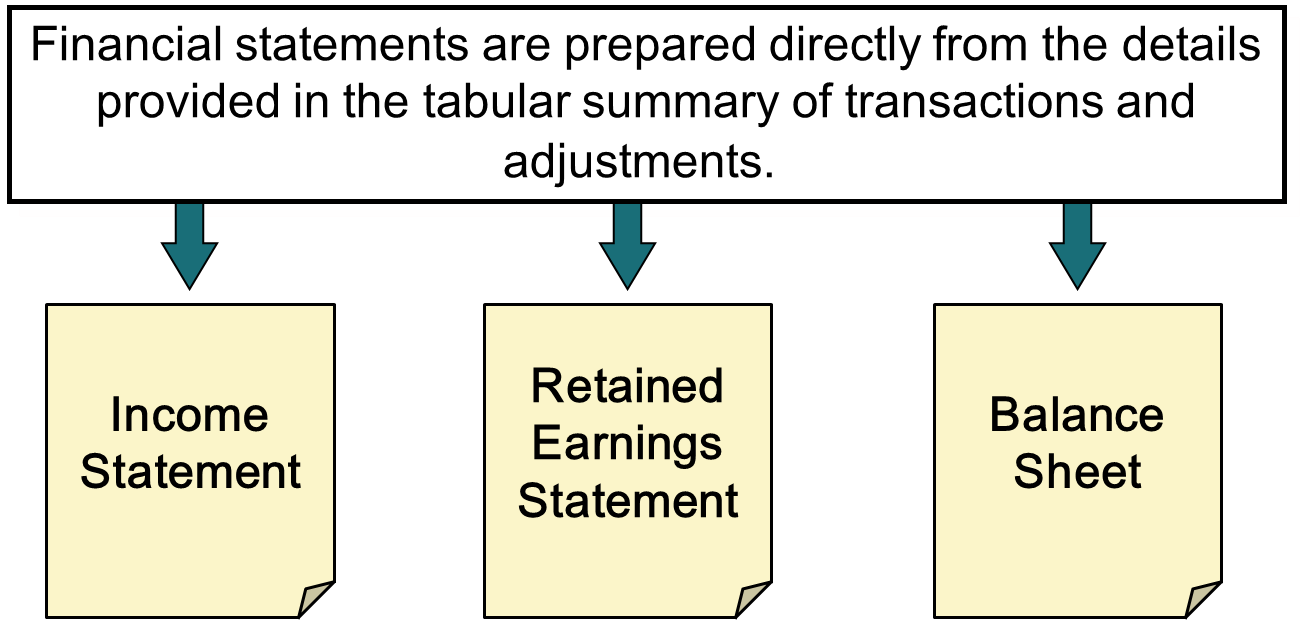 Financial statements are prepared directly from the details
provided in the tabular summary of transactions and
adjustments.
Income
Statement
Retained
Earnings
Statement
Balance
Sheet